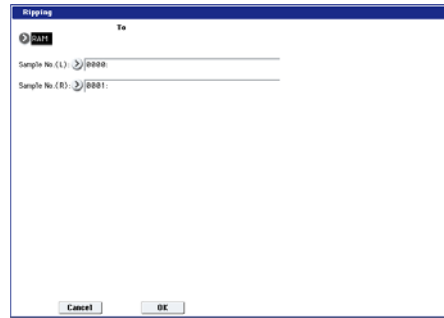 Ripping
To
RAM
Sample No.(L): 0000:
Sample No.(R): 0001:
Cancel OK